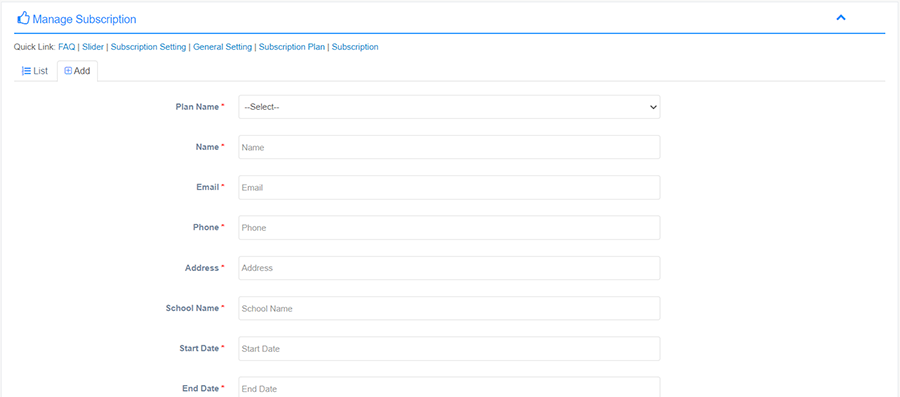 Manage Subscription
Quick Link: FAQ | Slider | Subscription Setting | General Setting | Subscription Plan | Subscription
List Add
Plan Name * --Select--
Name * Name
Email * Email
Phone * Phone
Address * Address
School Name * School Name
Start Date * Start Date
End Date * End Date